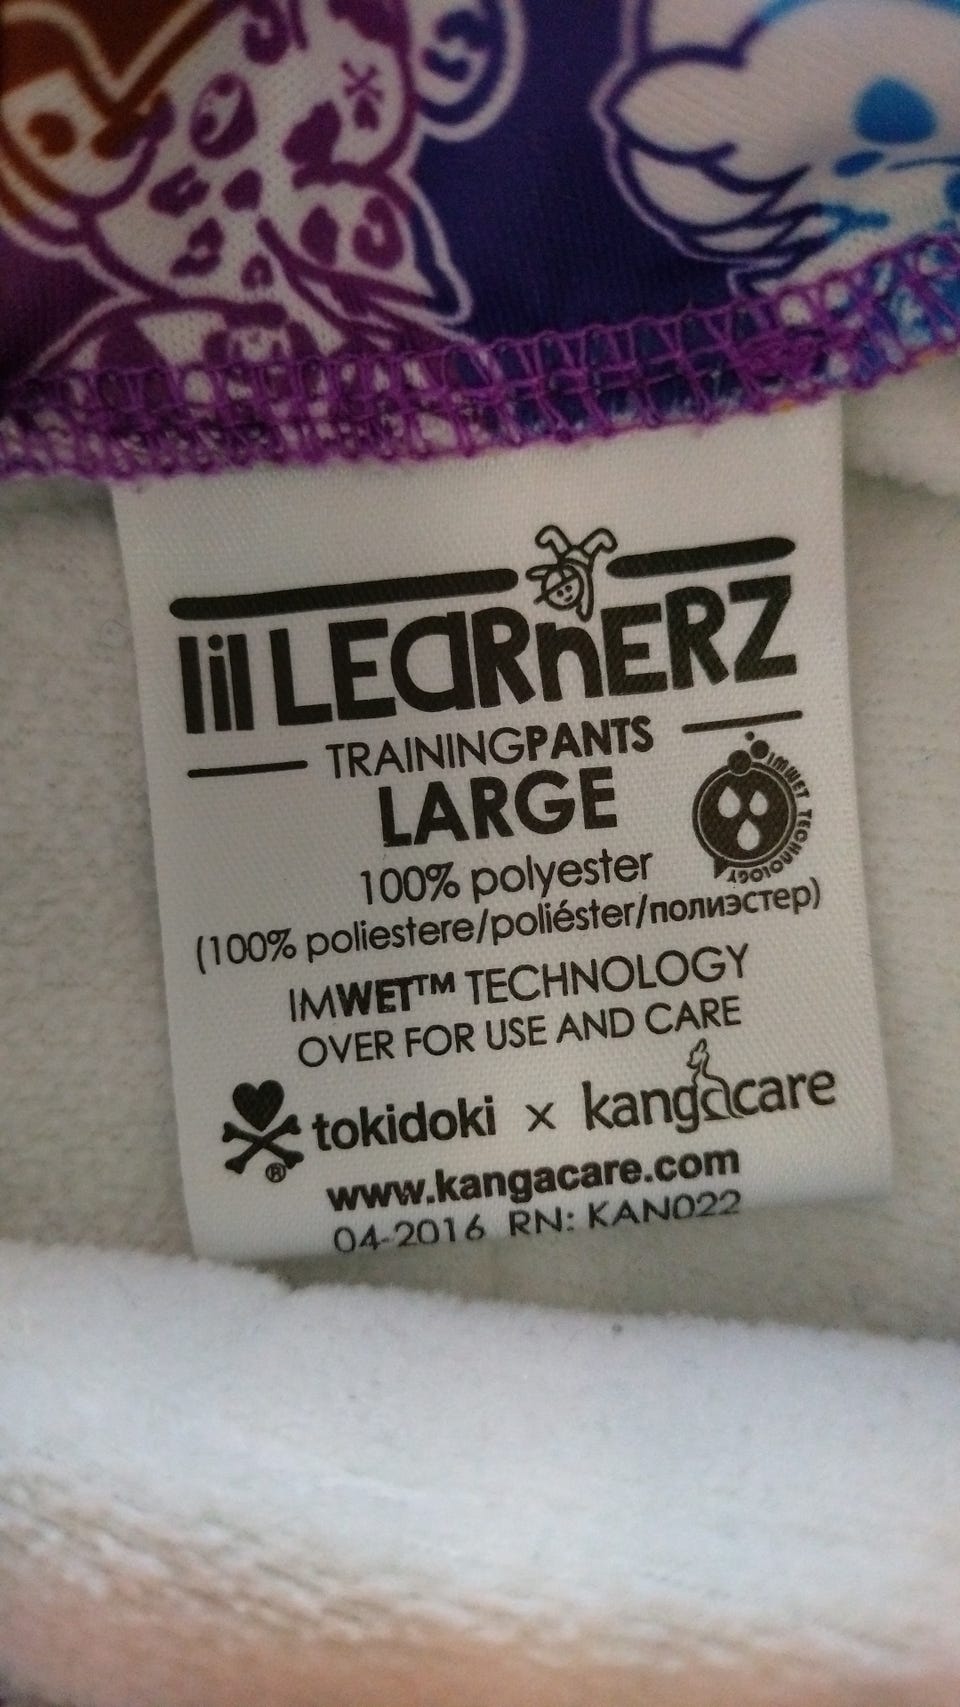 lil LEARnERZ
TRAININGPANTS
LARGE
IMWET TECHNOLOGY
100% polyester
(100% poliestere/poliéster/полиэстер)
IMWET™ TECHNOLOGY
OVER FOR USE AND CARE
® tokidoki x kangacare
www.kangacare.com
04-2016 RN: KAN022